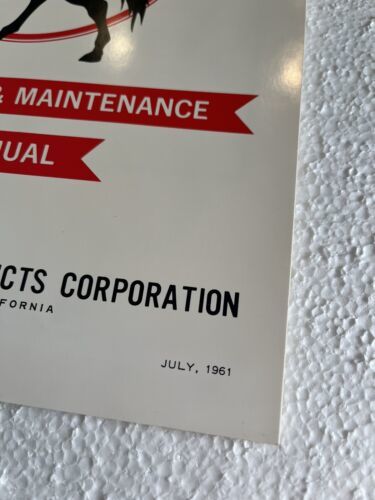 & MAINTENANCE
UAL
CTS CORPORATION
FORNIA
JULY, 1961